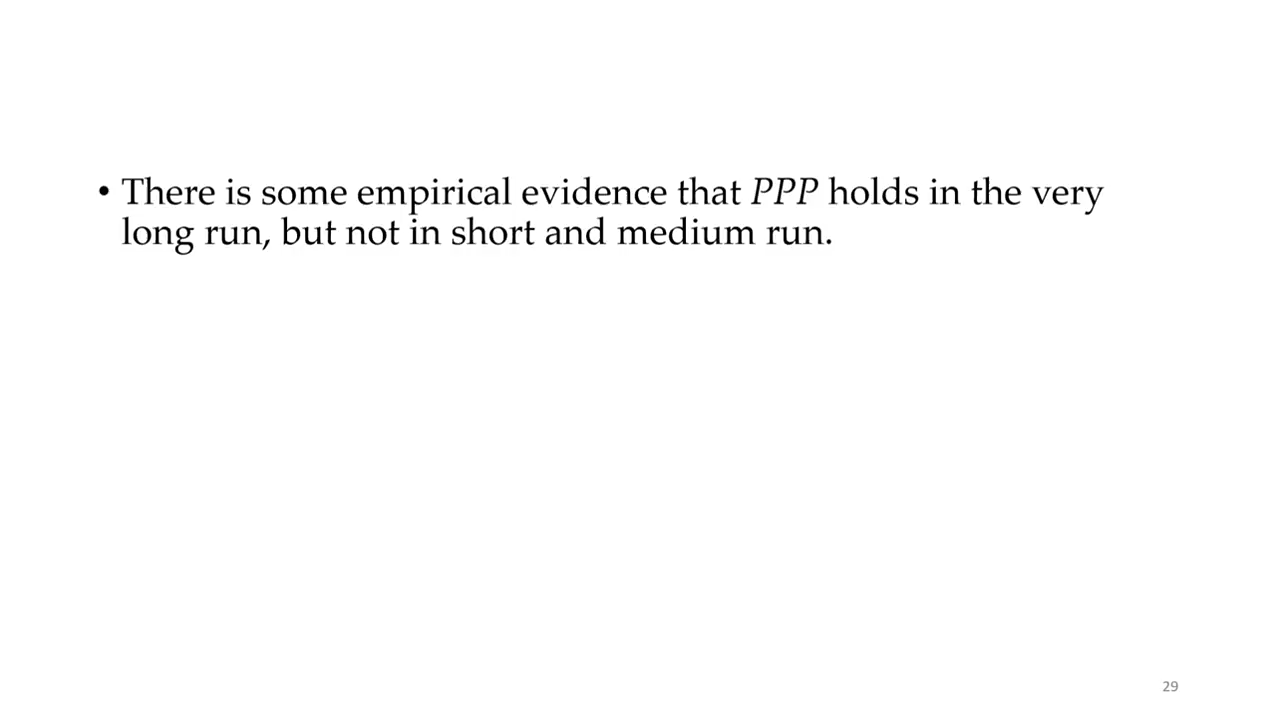 • There is some empirical evidence that PPP holds in the very
long run, but not in short and medium run.
29